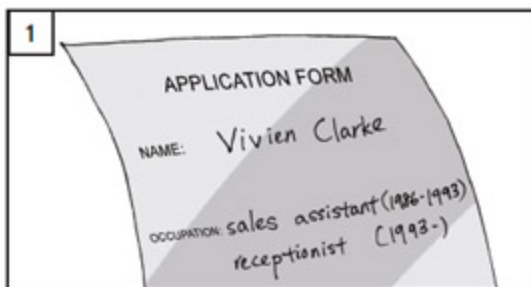 1
APPLICATION FORM
NAME: Vivien Clarke
OCCUPATION: sales assistant (1986-1993)
receptionist (1993-)